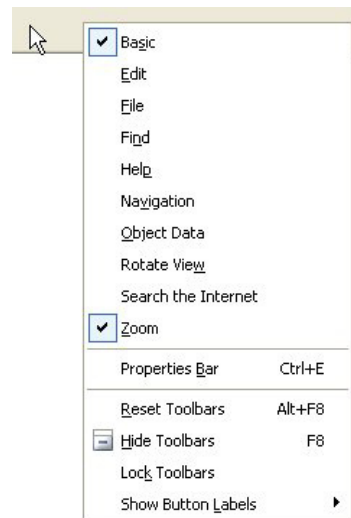 Basic
Edit
File
Find
Help
Navigation
Object Data
Rotate View
Search the Internet
Zoom
Properties Bar Ctrl+E
Reset Toolbars Alt+F8
Hide Toolbars F8
Lock Toolbars
Show Button Labels